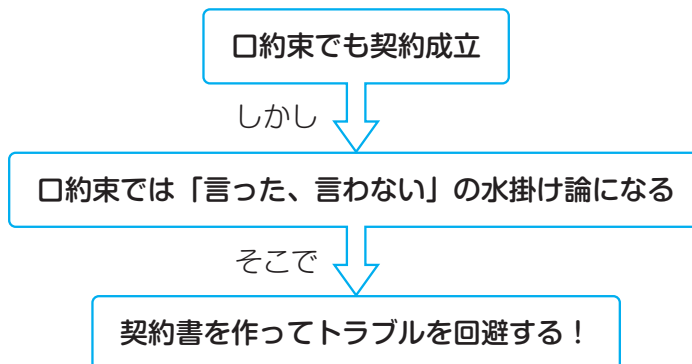 口約束でも契約成立
しかし
口約束では「言った、言わない」の水掛け論になる
そこで
契約書を作ってトラブルを回避する！